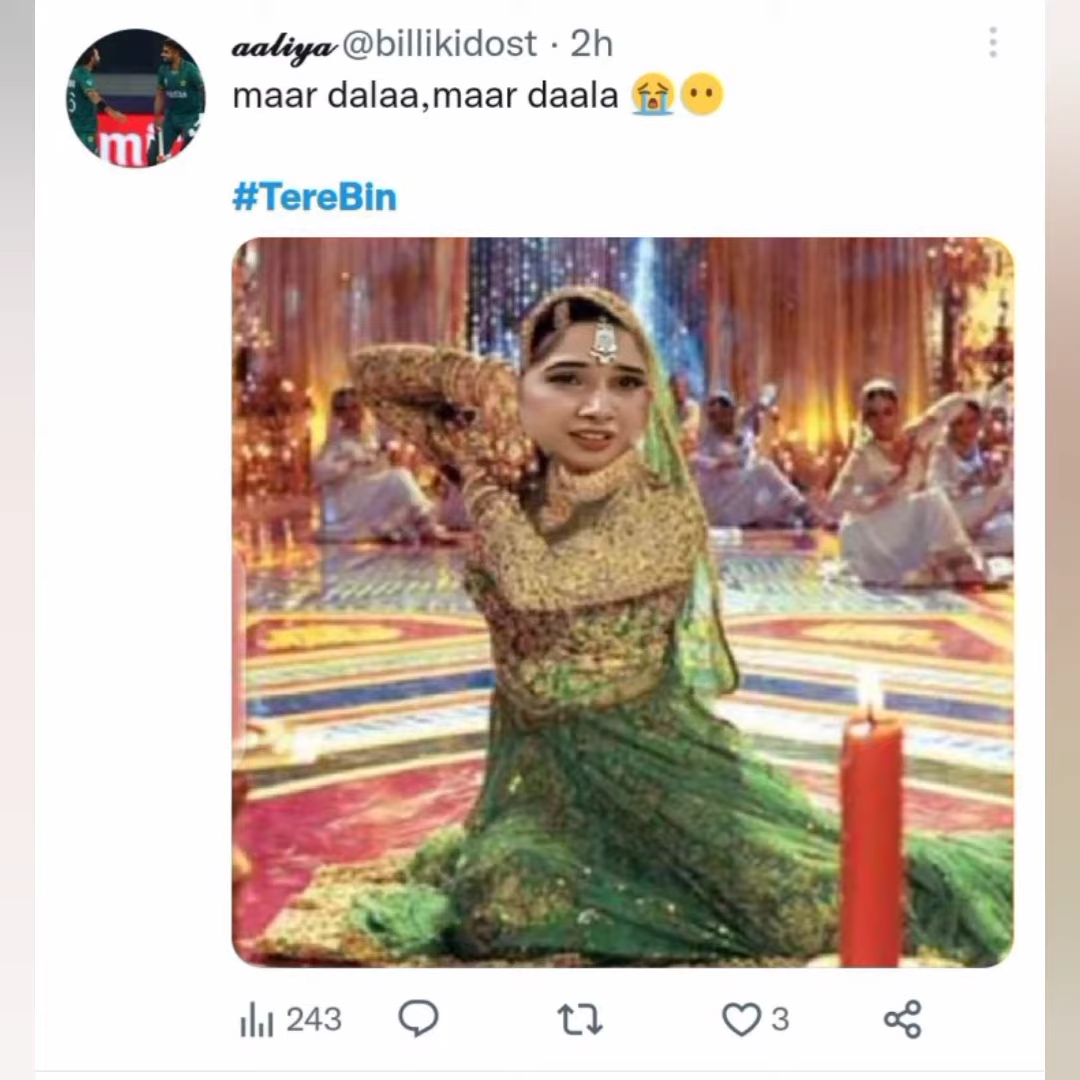 aaliya @billikidost · 2h
maar dalaa,maar daala 😭😶
#TereBin
243
3